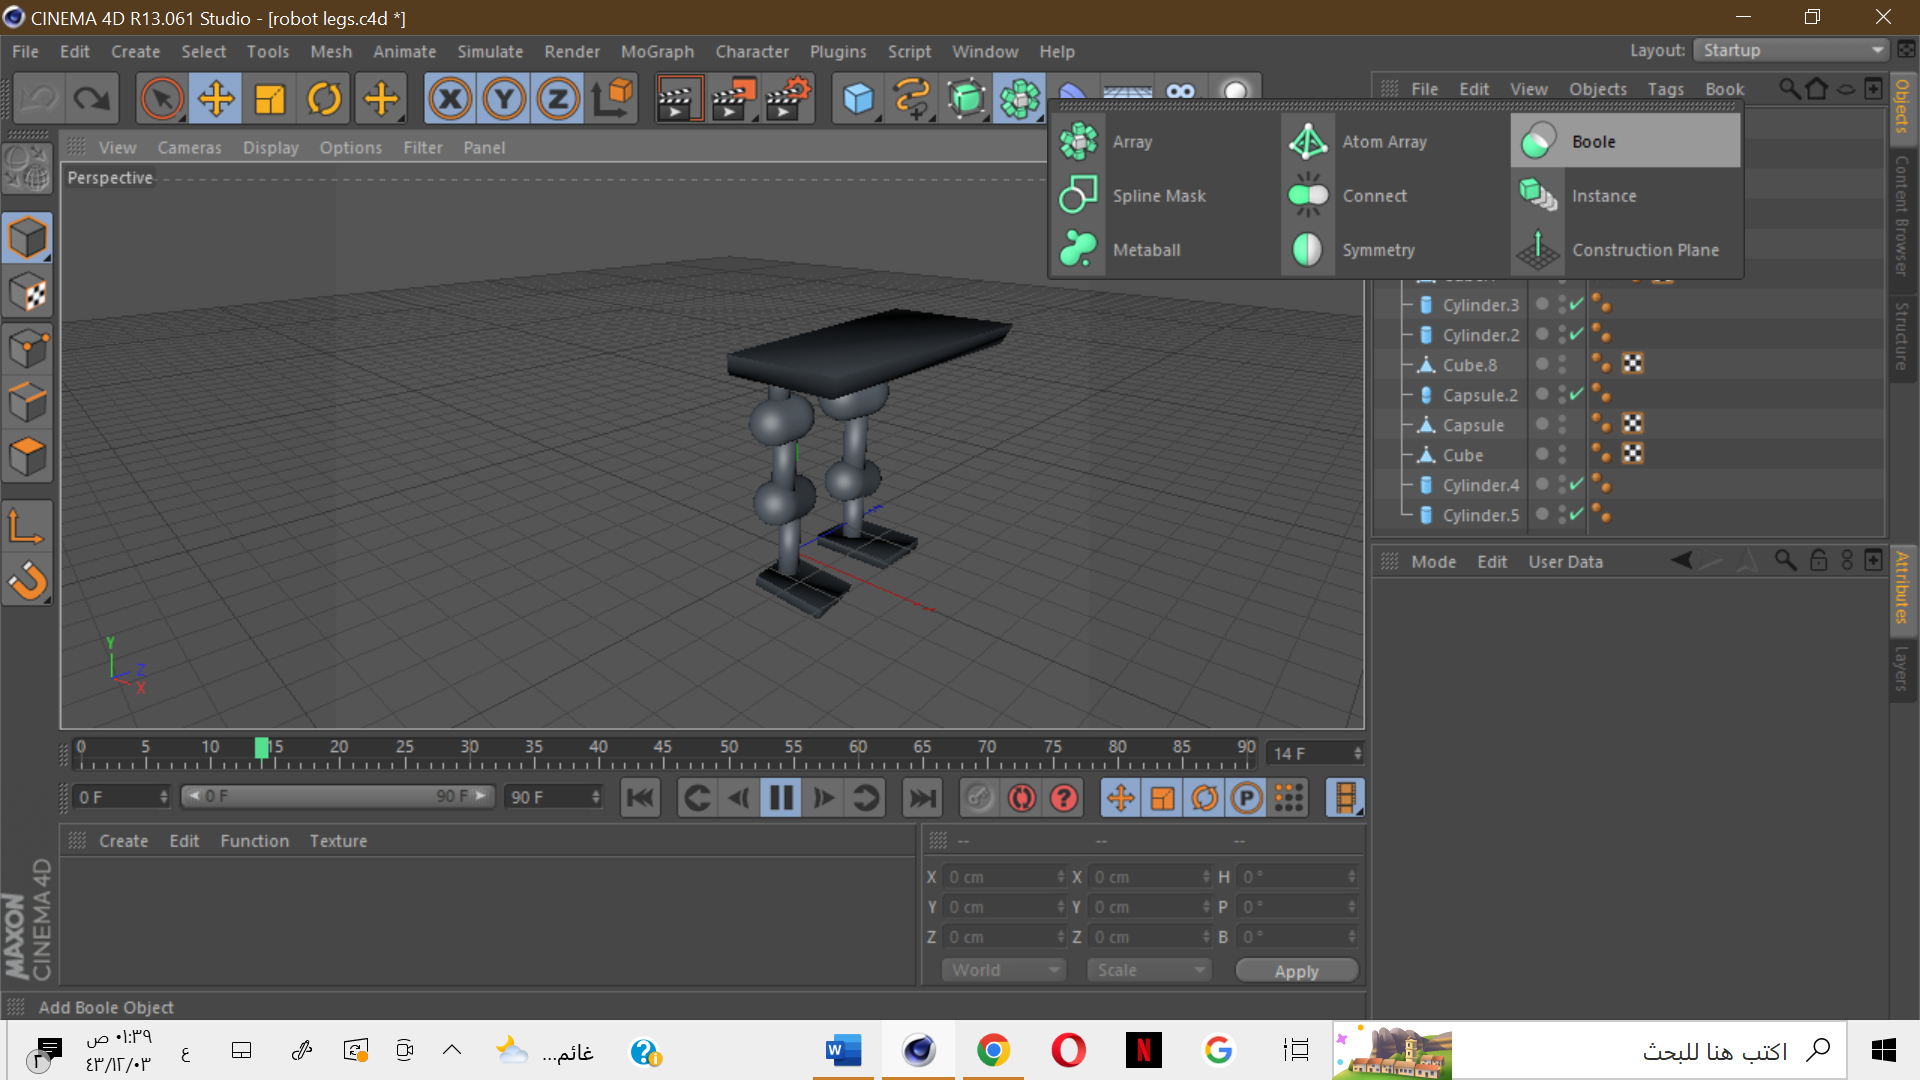 CINEMA 4D R13.061 Studio - [robot legs.c4d *]
File Edit Create Select Tools Mesh Animate Simulate Render MoGraph Character Plugins Script Window Help
Layout: Startup
File Edit View Objects Tags Book
Objects
Content Browser
Structure
View Cameras Display Options Filter Panel
Perspective
Array Atom Array Boole
Spline Mask Connect Instance
Metaball Symmetry Construction Plane
Cylinder.3
Cylinder.2
Cube.8
Capsule.2
Capsule
Cube
Cylinder.4
Cylinder.5
Mode Edit User Data
Attributes
Layers
X Y Z
Y
Z
X
0 5 10 15 20 25 30 35 40 45 50 55 60 65 70 75 80 85 90
14 F
0 F 0 F 90 F 90 F
P
Create Edit Function Texture
-- -- --
X 0 cm X 0 cm H 0 °
Y 0 cm Y 0 cm P 0 °
Z 0 cm Z 0 cm B 0 °
World Scale Apply
MAXON
CINEMA 4D
Add Boole Object
٢
٠١:٣٩ ص
٤٣/١٢/٠٣
ع
غائم...
W
N
G
اكتب هنا للبحث